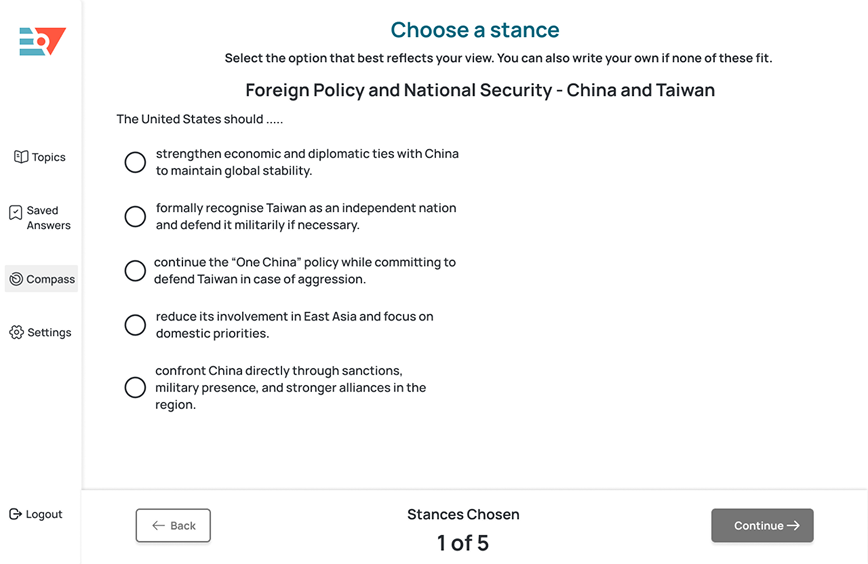 Choose a stance
Select the option that best reflects your view. You can also write your own if none of these fit.
Foreign Policy and National Security - China and Taiwan
The United States should .....
strengthen economic and diplomatic ties with China
to maintain global stability.
formally recognise Taiwan as an independent nation
and defend it militarily if necessary.
continue the “One China” policy while committing to
defend Taiwan in case of aggression.
reduce its involvement in East Asia and focus on
domestic priorities.
confront China directly through sanctions,
military presence, and stronger alliances in the
region.
Topics
Saved
Answers
Compass
Settings
Logout
Back
Stances Chosen
1 of 5
Continue